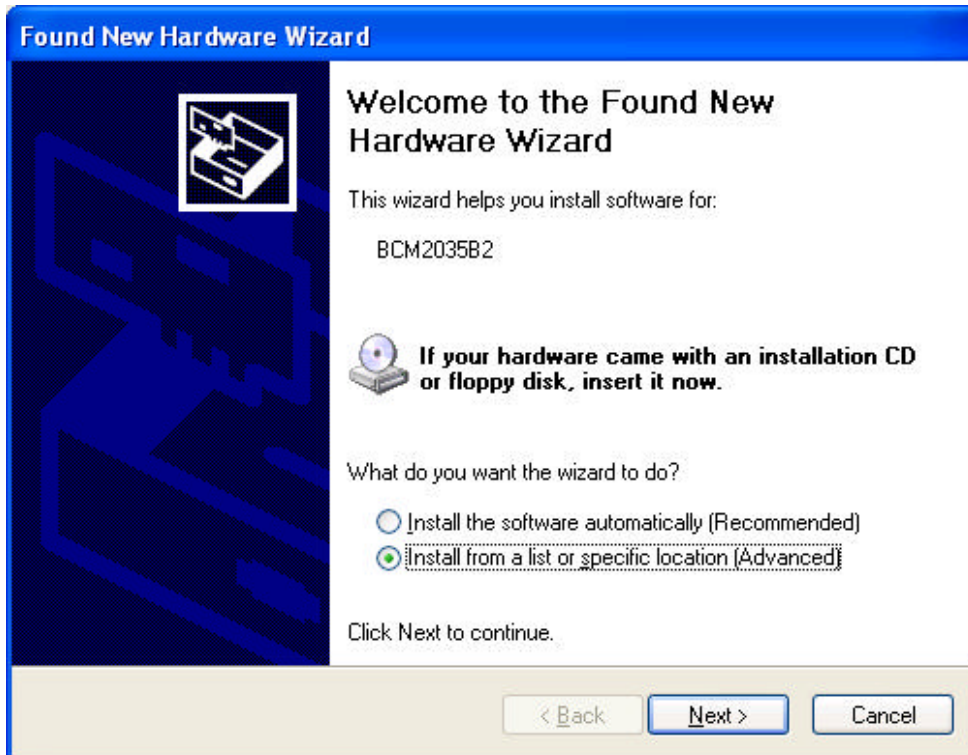 Found New Hardware Wizard
Welcome to the Found New
Hardware Wizard
This wizard helps you install software for:
BCM2035B2
If your hardware came with an installation CD
or floppy disk, insert it now.
What do you want the wizard to do?
Install the software automatically (Recommended)
Install from a list or specific location (Advanced)
Click Next to continue.
< Back
Next >
Cancel